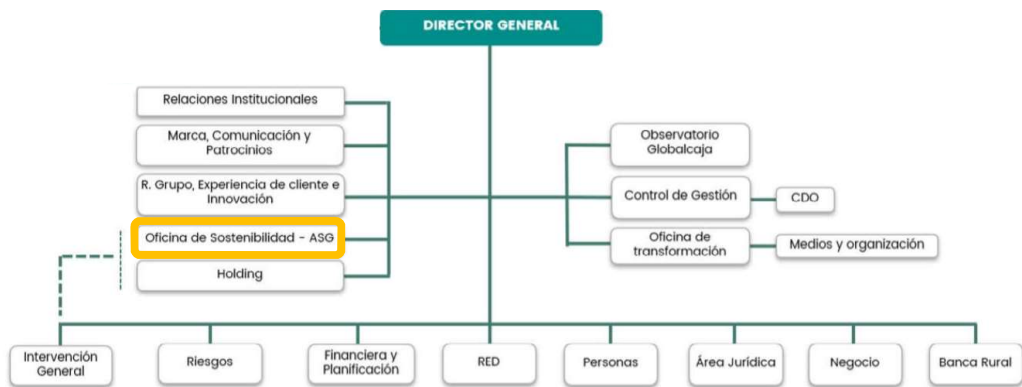 DIRECTOR GENERAL
Relaciones Institucionales
Marca, Comunicación y
Patrocinios
R. Grupo, Experiencia de cliente e
Innovación
Oficina de Sostenibilidad - ASG
Holding
Observatorio
Globalcaja
Control de Gestión
CDO
Oficina de
transformación
Medios y organización
Intervención
General
Riesgos
Financiera y
Planificación
RED
Personas
Área Jurídica
Negocio
Banca Rural